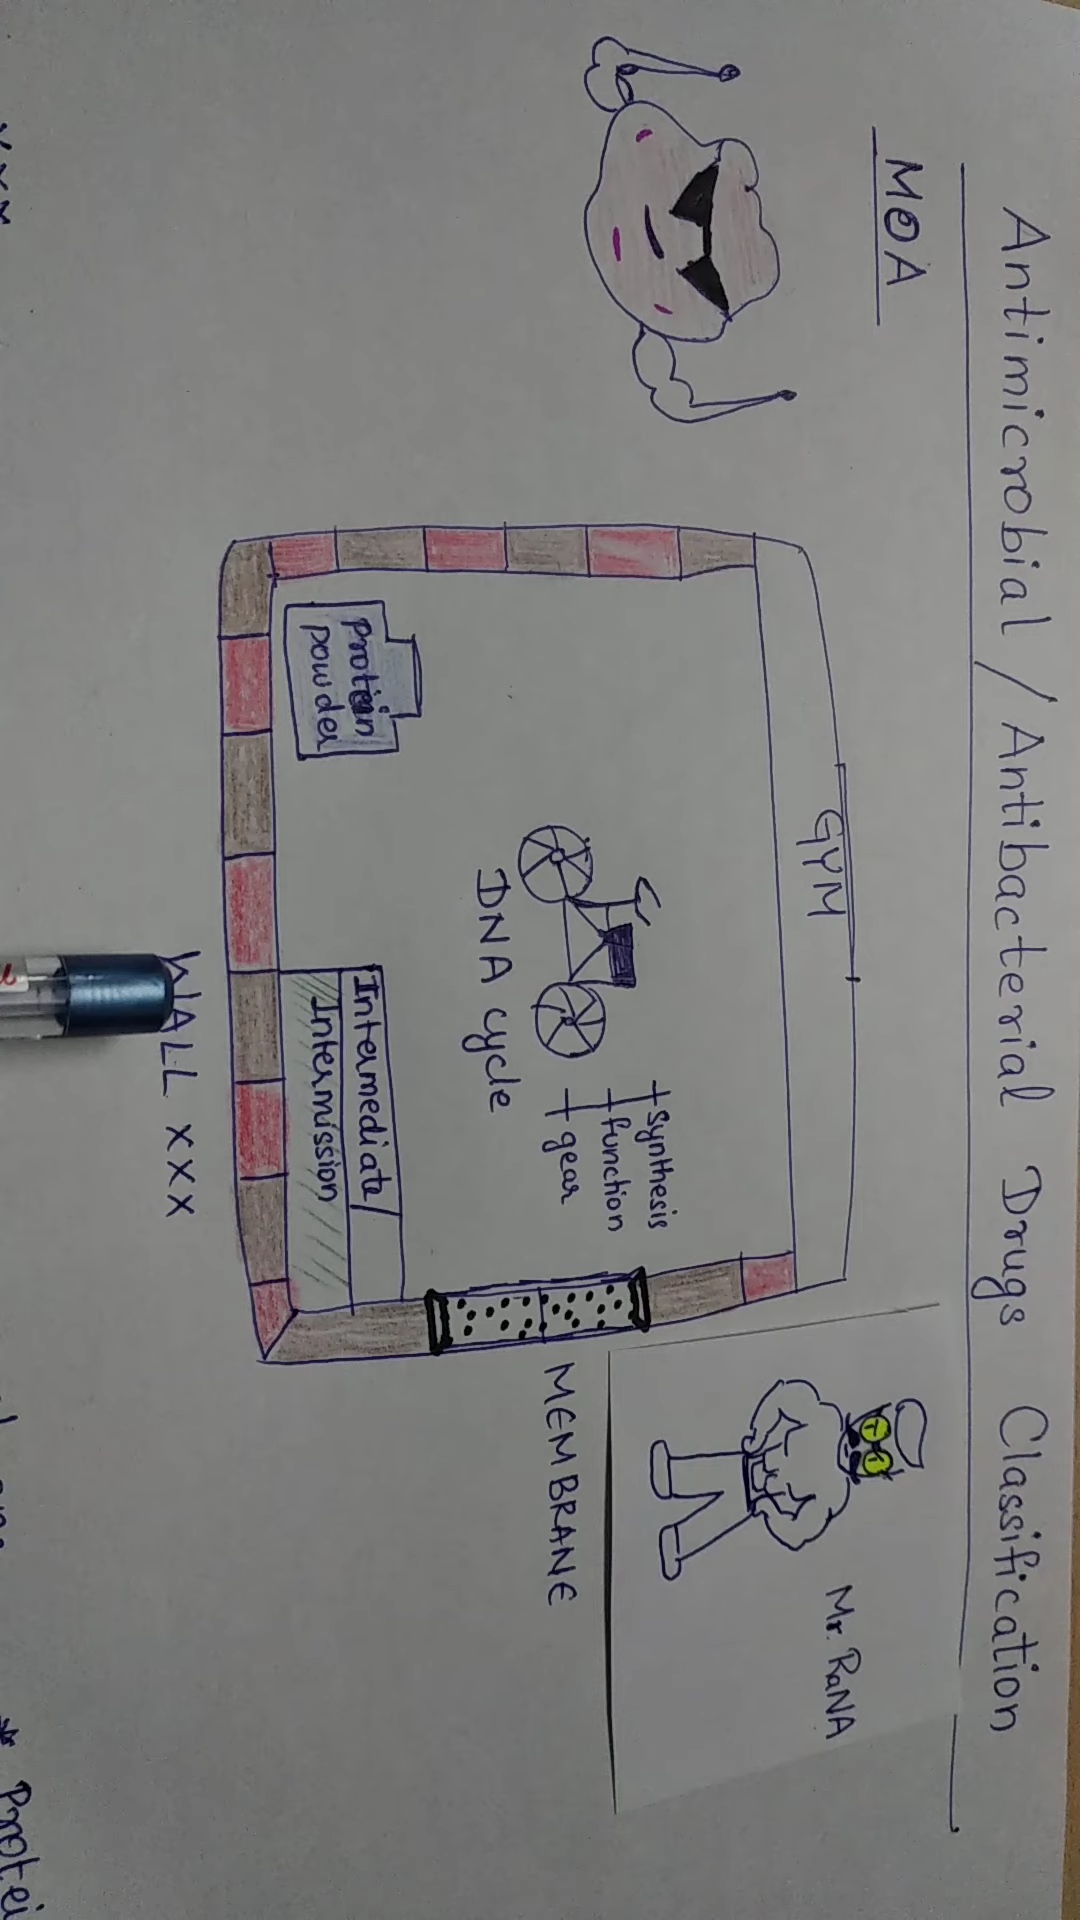 Antimicrobial / Antibacterial Drugs Classification
MOA
GYM
Mr. RaNA
DNA cycle
synthesis
function
gear
Protein
powder
Intermediate/
Intermission
MEMBRANE
WALL xxx